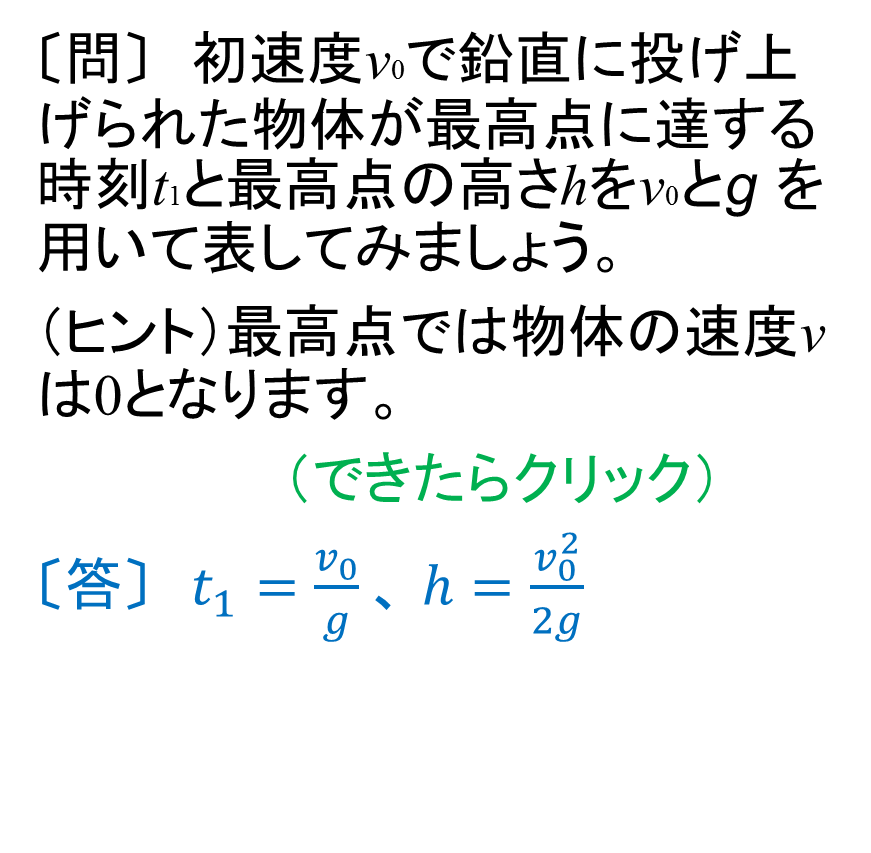 〔問〕 初速度v₀で鉛直に投げ上
げられた物体が最高点に達する
時刻t₁と最高点の高さhをv₀とg を
用いて表してみましょう。
（ヒント）最高点では物体の速度v
は0となります。
（できたらクリック）
〔答〕 t₁ = v₀/g 、 h = v₀²/2g